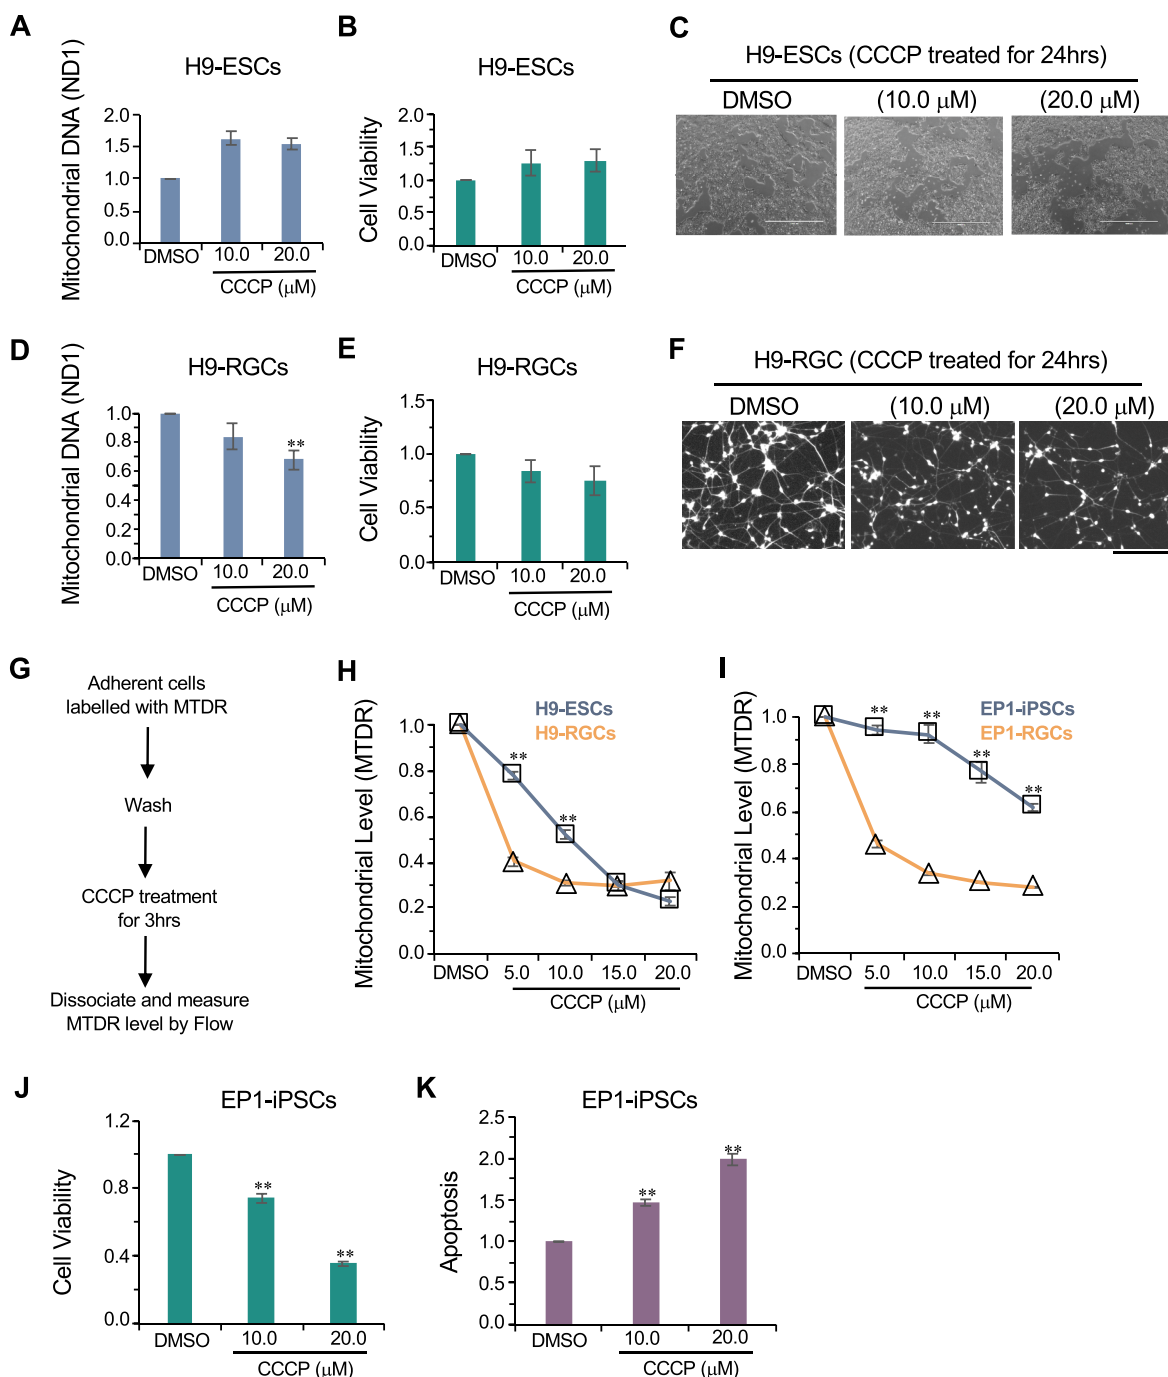 A
Mitochondrial DNA (ND1)
H9-ESCs
2.0
1.5
1.0
0.5
0.0
DMSO
10.0
20.0
CCCP (μM)
B
Cell Viability
H9-ESCs
2.0
1.5
1.0
0.5
0.0
DMSO
10.0
20.0
CCCP (μM)
C
H9-ESCs (CCCP treated for 24hrs)
DMSO
(10.0 μM)
(20.0 μM)
D
Mitochondrial DNA (ND1)
H9-RGCs
1.0
0.8
0.6
0.4
0.2
0.0
**
DMSO
10.0
20.0
CCCP (μM)
E
Cell Viability
H9-RGCs
1.5
1.0
0.5
0.0
DMSO
10.0
20.0
CCCP (μM)
F
H9-RGC (CCCP treated for 24hrs)
DMSO
(10.0 μM)
(20.0 μM)
G
Adherent cells
labelled with MTDR
Wash
CCCP treatment
for 3hrs
Dissociate and measure
MTDR level by Flow
H
Mitochondrial Level (MTDR)
H9-ESCs
H9-RGCs
1.0
0.8
0.6
0.4
0.2
0.0
**
**
DMSO
5.0
10.0
15.0
20.0
CCCP (μM)
I
Mitochondrial Level (MTDR)
EP1-iPSCs
EP1-RGCs
1.0
0.8
0.6
0.4
0.2
0.0
**
**
**
**
DMSO
5.0
10.0
15.0
20.0
CCCP (μM)
J
Cell Viability
EP1-iPSCs
1.2
0.8
0.4
0.0
**
**
DMSO
10.0
20.0
CCCP (μM)
K
Apoptosis
EP1-iPSCs
2.5
2.0
1.5
1.0
0.5
0.0
**
**
DMSO
10.0
20.0
CCCP (μM)